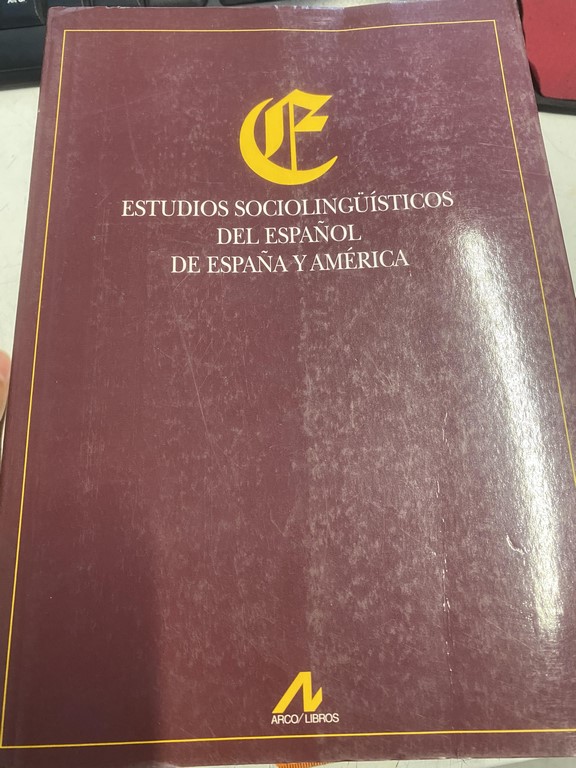 E
ESTUDIOS SOCIOLINGÜÍSTICOS
DEL ESPAÑOL
DE ESPAÑA Y AMÉRICA
ARCO/LIBROS